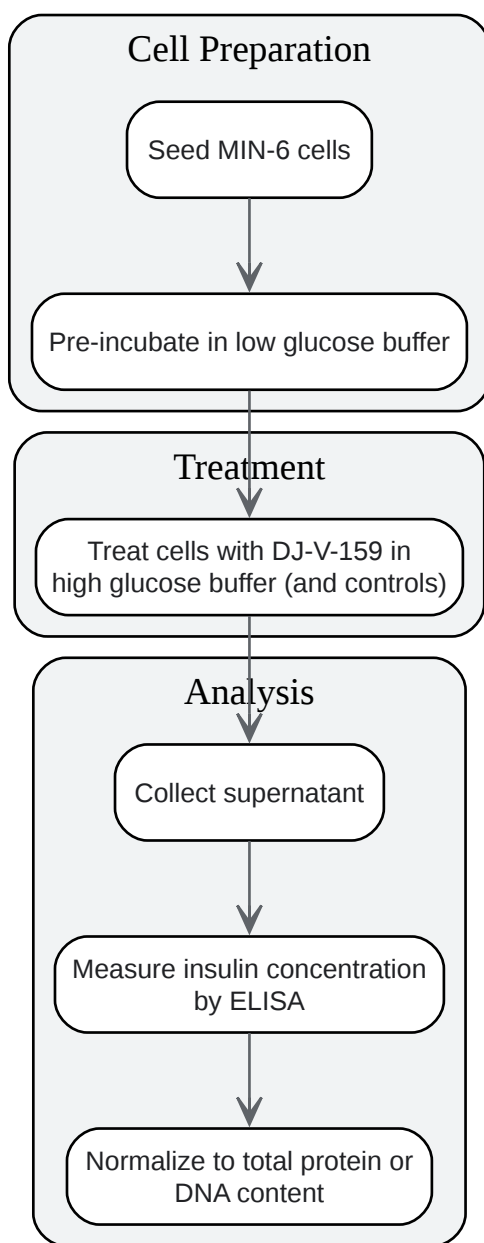 Cell Preparation
Seed MIN-6 cells
Pre-incubate in low glucose buffer
Treatment
Treat cells with DJ-V-159 in
high glucose buffer (and controls)
Analysis
Collect supernatant
Measure insulin concentration
by ELISA
Normalize to total protein or
DNA content